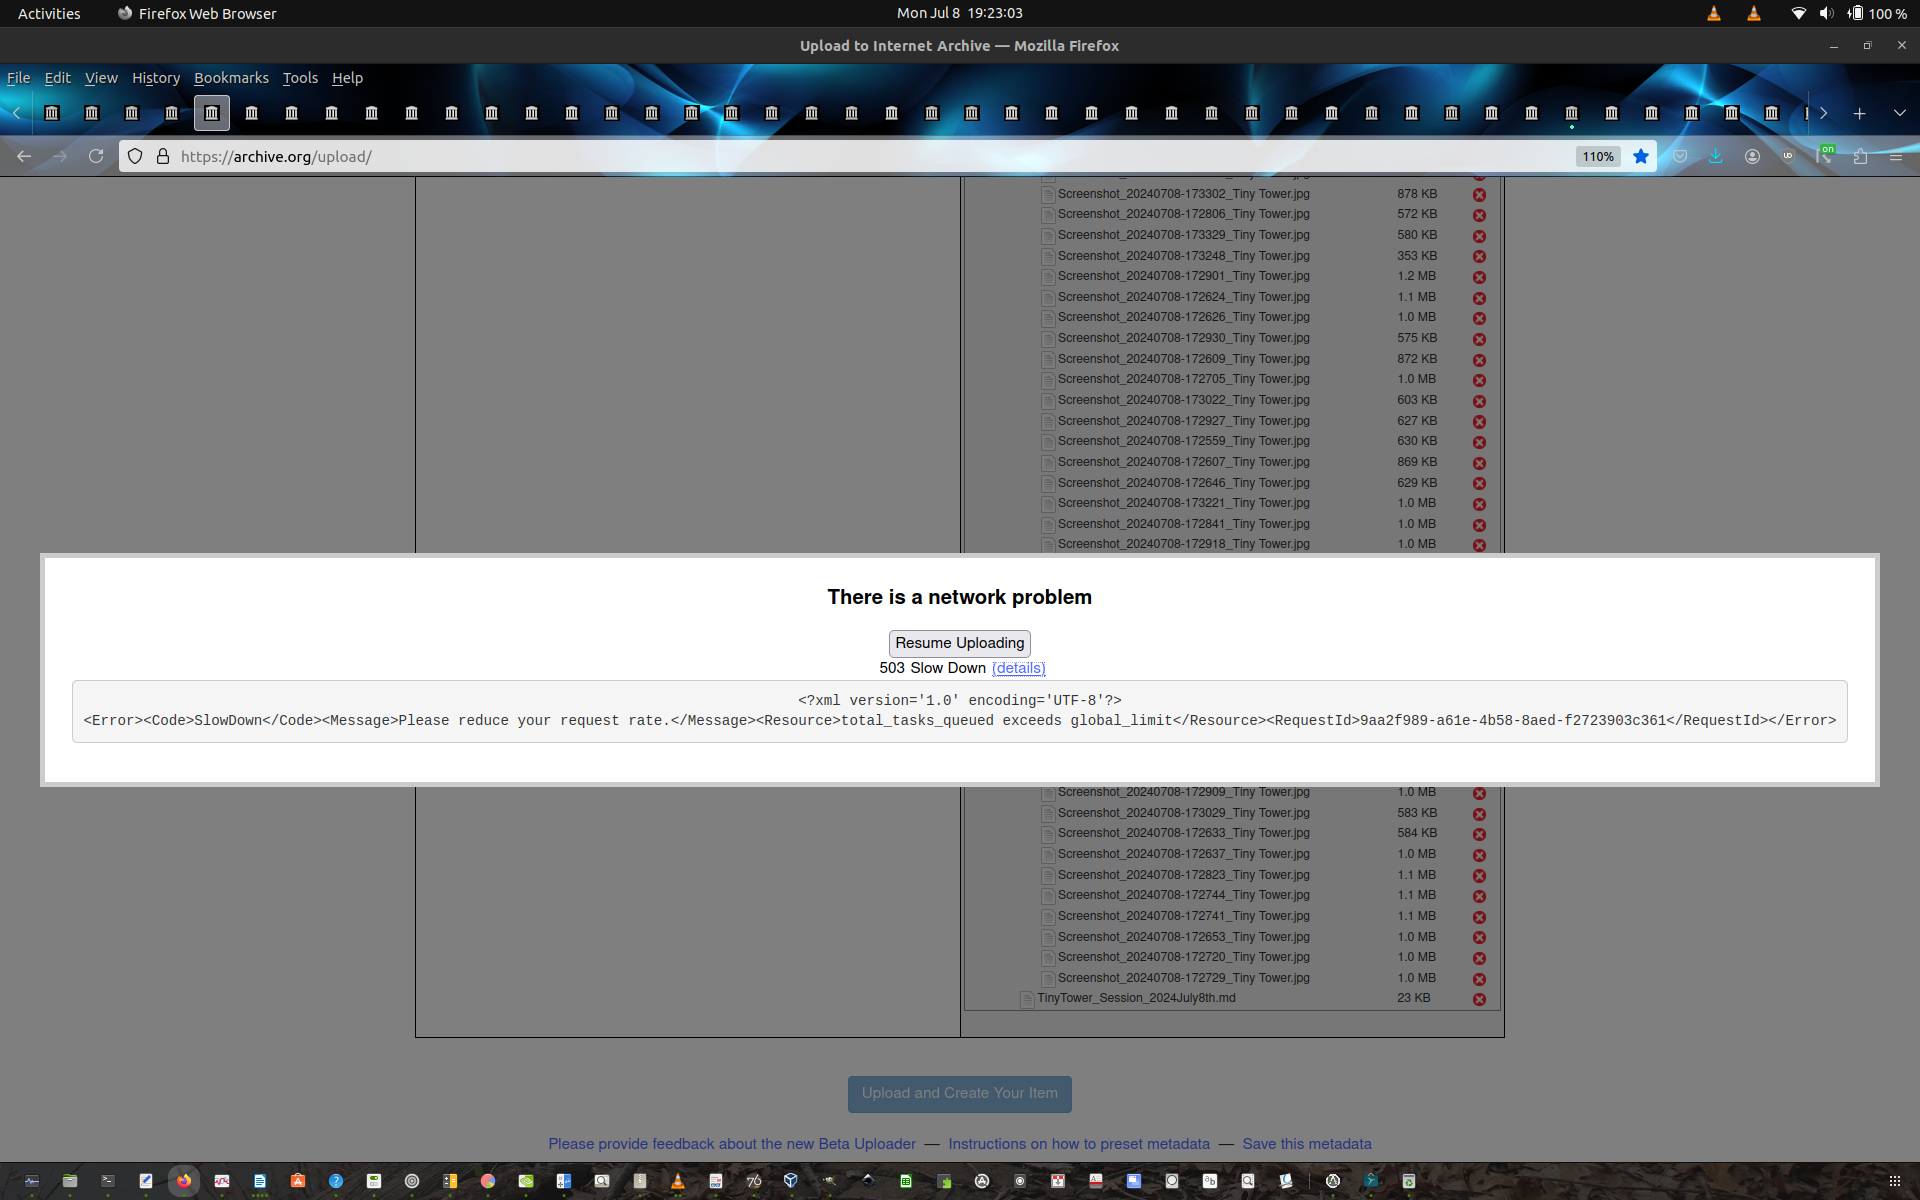 Activities
Firefox Web Browser
Mon Jul 8 19:23:03
100 %
Upload to Internet Archive — Mozilla Firefox
File Edit View History Bookmarks Tools Help
https://archive.org/upload/
110%
on
Screenshot_20240708-173302_Tiny Tower.jpg 878 KB
Screenshot_20240708-172806_Tiny Tower.jpg 572 KB
Screenshot_20240708-173329_Tiny Tower.jpg 580 KB
Screenshot_20240708-173248_Tiny Tower.jpg 353 KB
Screenshot_20240708-172901_Tiny Tower.jpg 1.2 MB
Screenshot_20240708-172624_Tiny Tower.jpg 1.1 MB
Screenshot_20240708-172626_Tiny Tower.jpg 1.0 MB
Screenshot_20240708-172930_Tiny Tower.jpg 575 KB
Screenshot_20240708-172609_Tiny Tower.jpg 872 KB
Screenshot_20240708-172705_Tiny Tower.jpg 1.0 MB
Screenshot_20240708-173022_Tiny Tower.jpg 603 KB
Screenshot_20240708-172927_Tiny Tower.jpg 627 KB
Screenshot_20240708-172559_Tiny Tower.jpg 630 KB
Screenshot_20240708-172607_Tiny Tower.jpg 869 KB
Screenshot_20240708-172646_Tiny Tower.jpg 629 KB
Screenshot_20240708-173221_Tiny Tower.jpg 1.0 MB
Screenshot_20240708-172841_Tiny Tower.jpg 1.0 MB
Screenshot_20240708-172918_Tiny Tower.jpg 1.0 MB
There is a network problem
Resume Uploading
503 Slow Down (details)
<?xml version='1.0' encoding='UTF-8'?>
<Error><Code>SlowDown</Code><Message>Please reduce your request rate.</Message><Resource>total_tasks_queued exceeds global_limit</Resource><RequestId>9aa2f989-a61e-4b58-8aed-f2723903c361</RequestId></Error>
Screenshot_20240708-172909_Tiny Tower.jpg 1.0 MB
Screenshot_20240708-173029_Tiny Tower.jpg 583 KB
Screenshot_20240708-172633_Tiny Tower.jpg 584 KB
Screenshot_20240708-172637_Tiny Tower.jpg 1.0 MB
Screenshot_20240708-172823_Tiny Tower.jpg 1.1 MB
Screenshot_20240708-172744_Tiny Tower.jpg 1.1 MB
Screenshot_20240708-172741_Tiny Tower.jpg 1.1 MB
Screenshot_20240708-172653_Tiny Tower.jpg 1.0 MB
Screenshot_20240708-172720_Tiny Tower.jpg 1.0 MB
Screenshot_20240708-172729_Tiny Tower.jpg 1.0 MB
TinyTower_Session_2024July8th.md 23 KB
Upload and Create Your Item
Please provide feedback about the new Beta Uploader — Instructions on how to preset metadata — Save this metadata